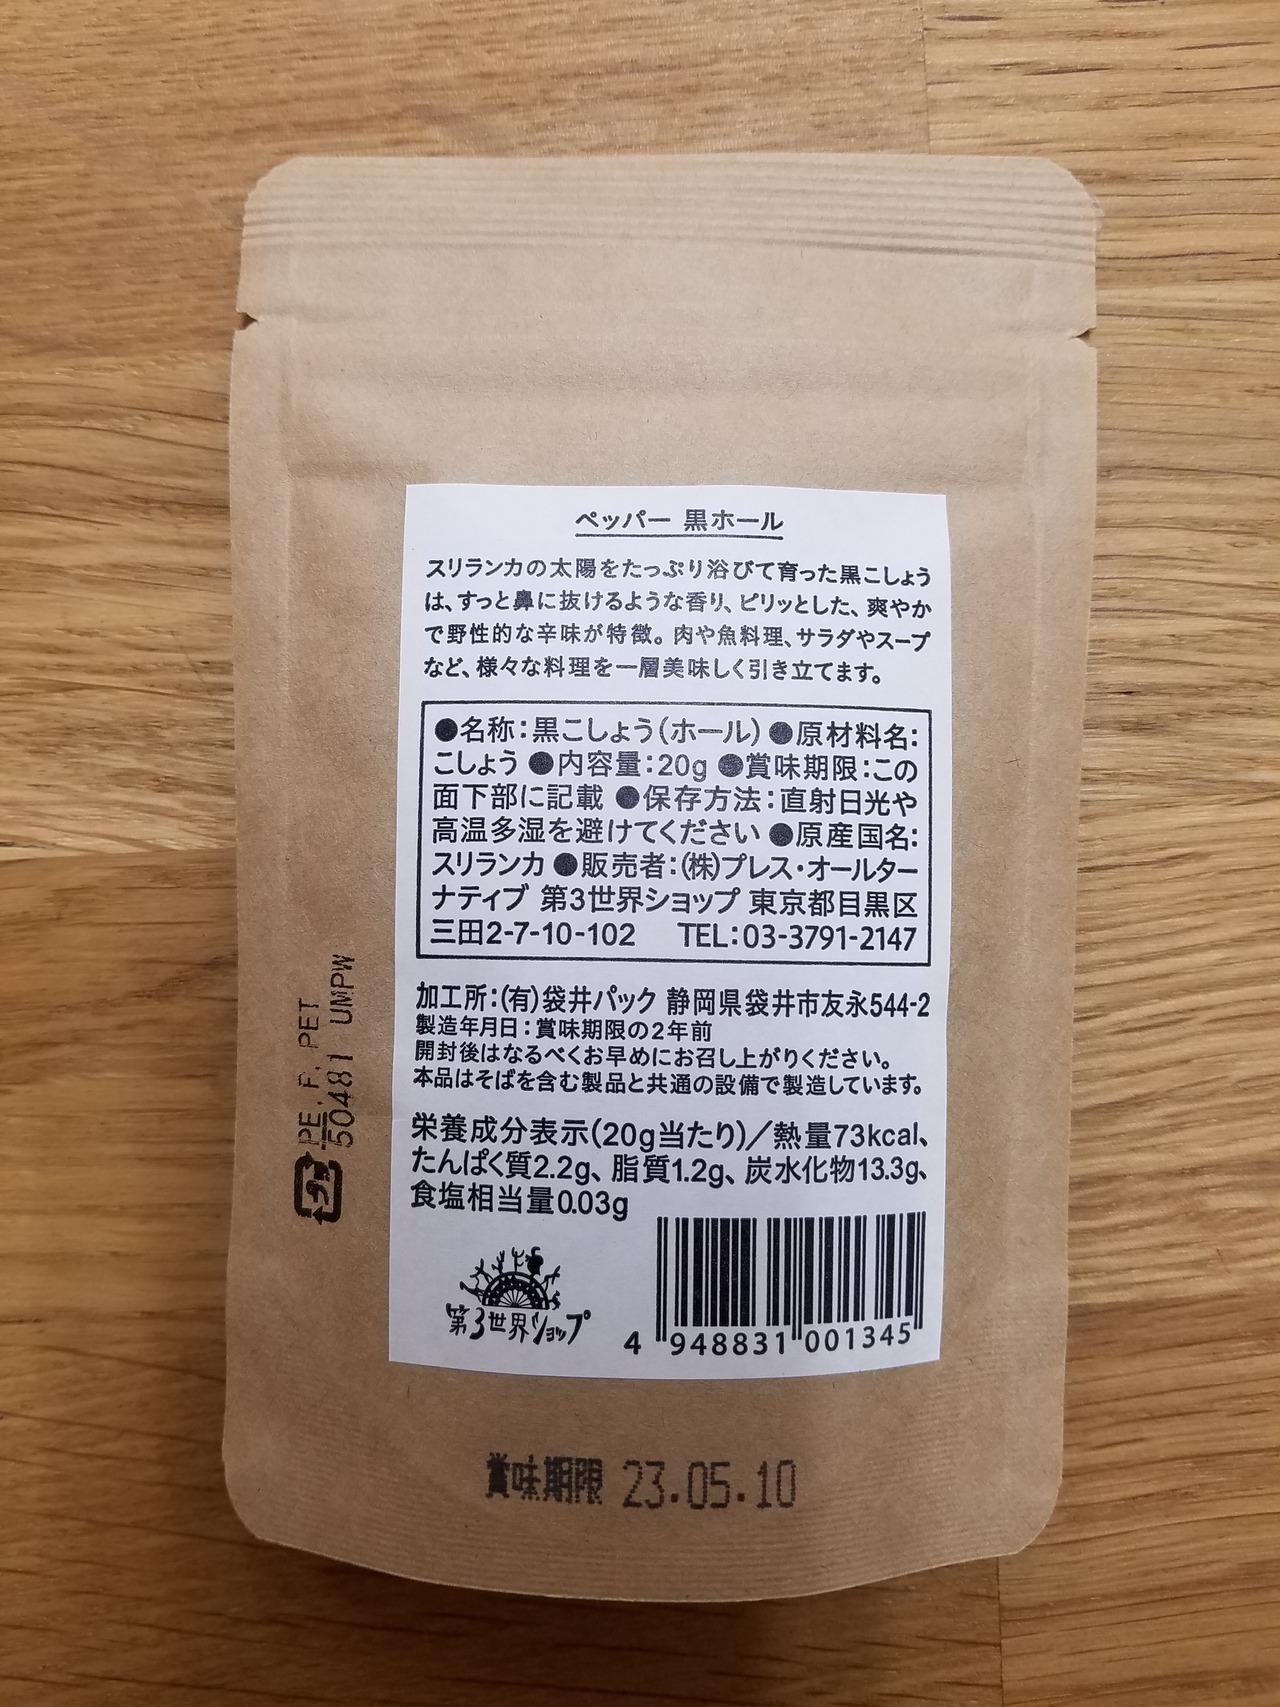 ペッパー 黒ホール
スリランカの太陽をたっぷり浴びて育った黒こしょう
は、すっと鼻に抜けるような香り、ピリッとした、爽やか
で野性的な辛味が特徴。肉や魚料理、サラダやスープ
など、様々な料理を一層美味しく引き立てます。
●名称：黒こしょう（ホール） ●原材料名：
こしょう ●内容量：20g ●賞味期限：この
面下部に記載 ●保存方法：直射日光や
高温多湿を避けてください ●原産国名：
スリランカ ●販売者：(株)プレス・オールター
ナティブ 第3世界ショップ 東京都目黒区
三田2-7-10-102 TEL：03-3791-2147
加工所：(有)袋井パック 静岡県袋井市友永544-2
製造年月日：賞味期限の2年前
開封後はなるべくお早めにお召し上がりください。
本品はそばを含む製品と共通の設備で製造しています。
栄養成分表示（20g当たり）／熱量73kcal、
たんぱく質2.2g、脂質1.2g、炭水化物13.3g、
食塩相当量0.03g
第3世界ショップ
4 948831 001345
プラ
PE, P, PET
50481 UMPW
賞味期限 23.05.10